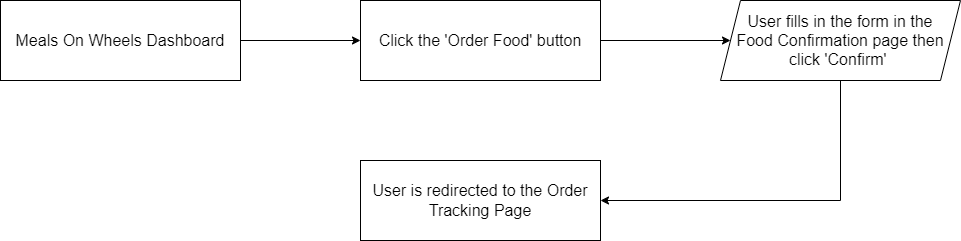 Meals On Wheels Dashboard
Click the 'Order Food' button
User fills in the form in the
Food Confirmation page then
click 'Confirm'
User is redirected to the Order
Tracking Page